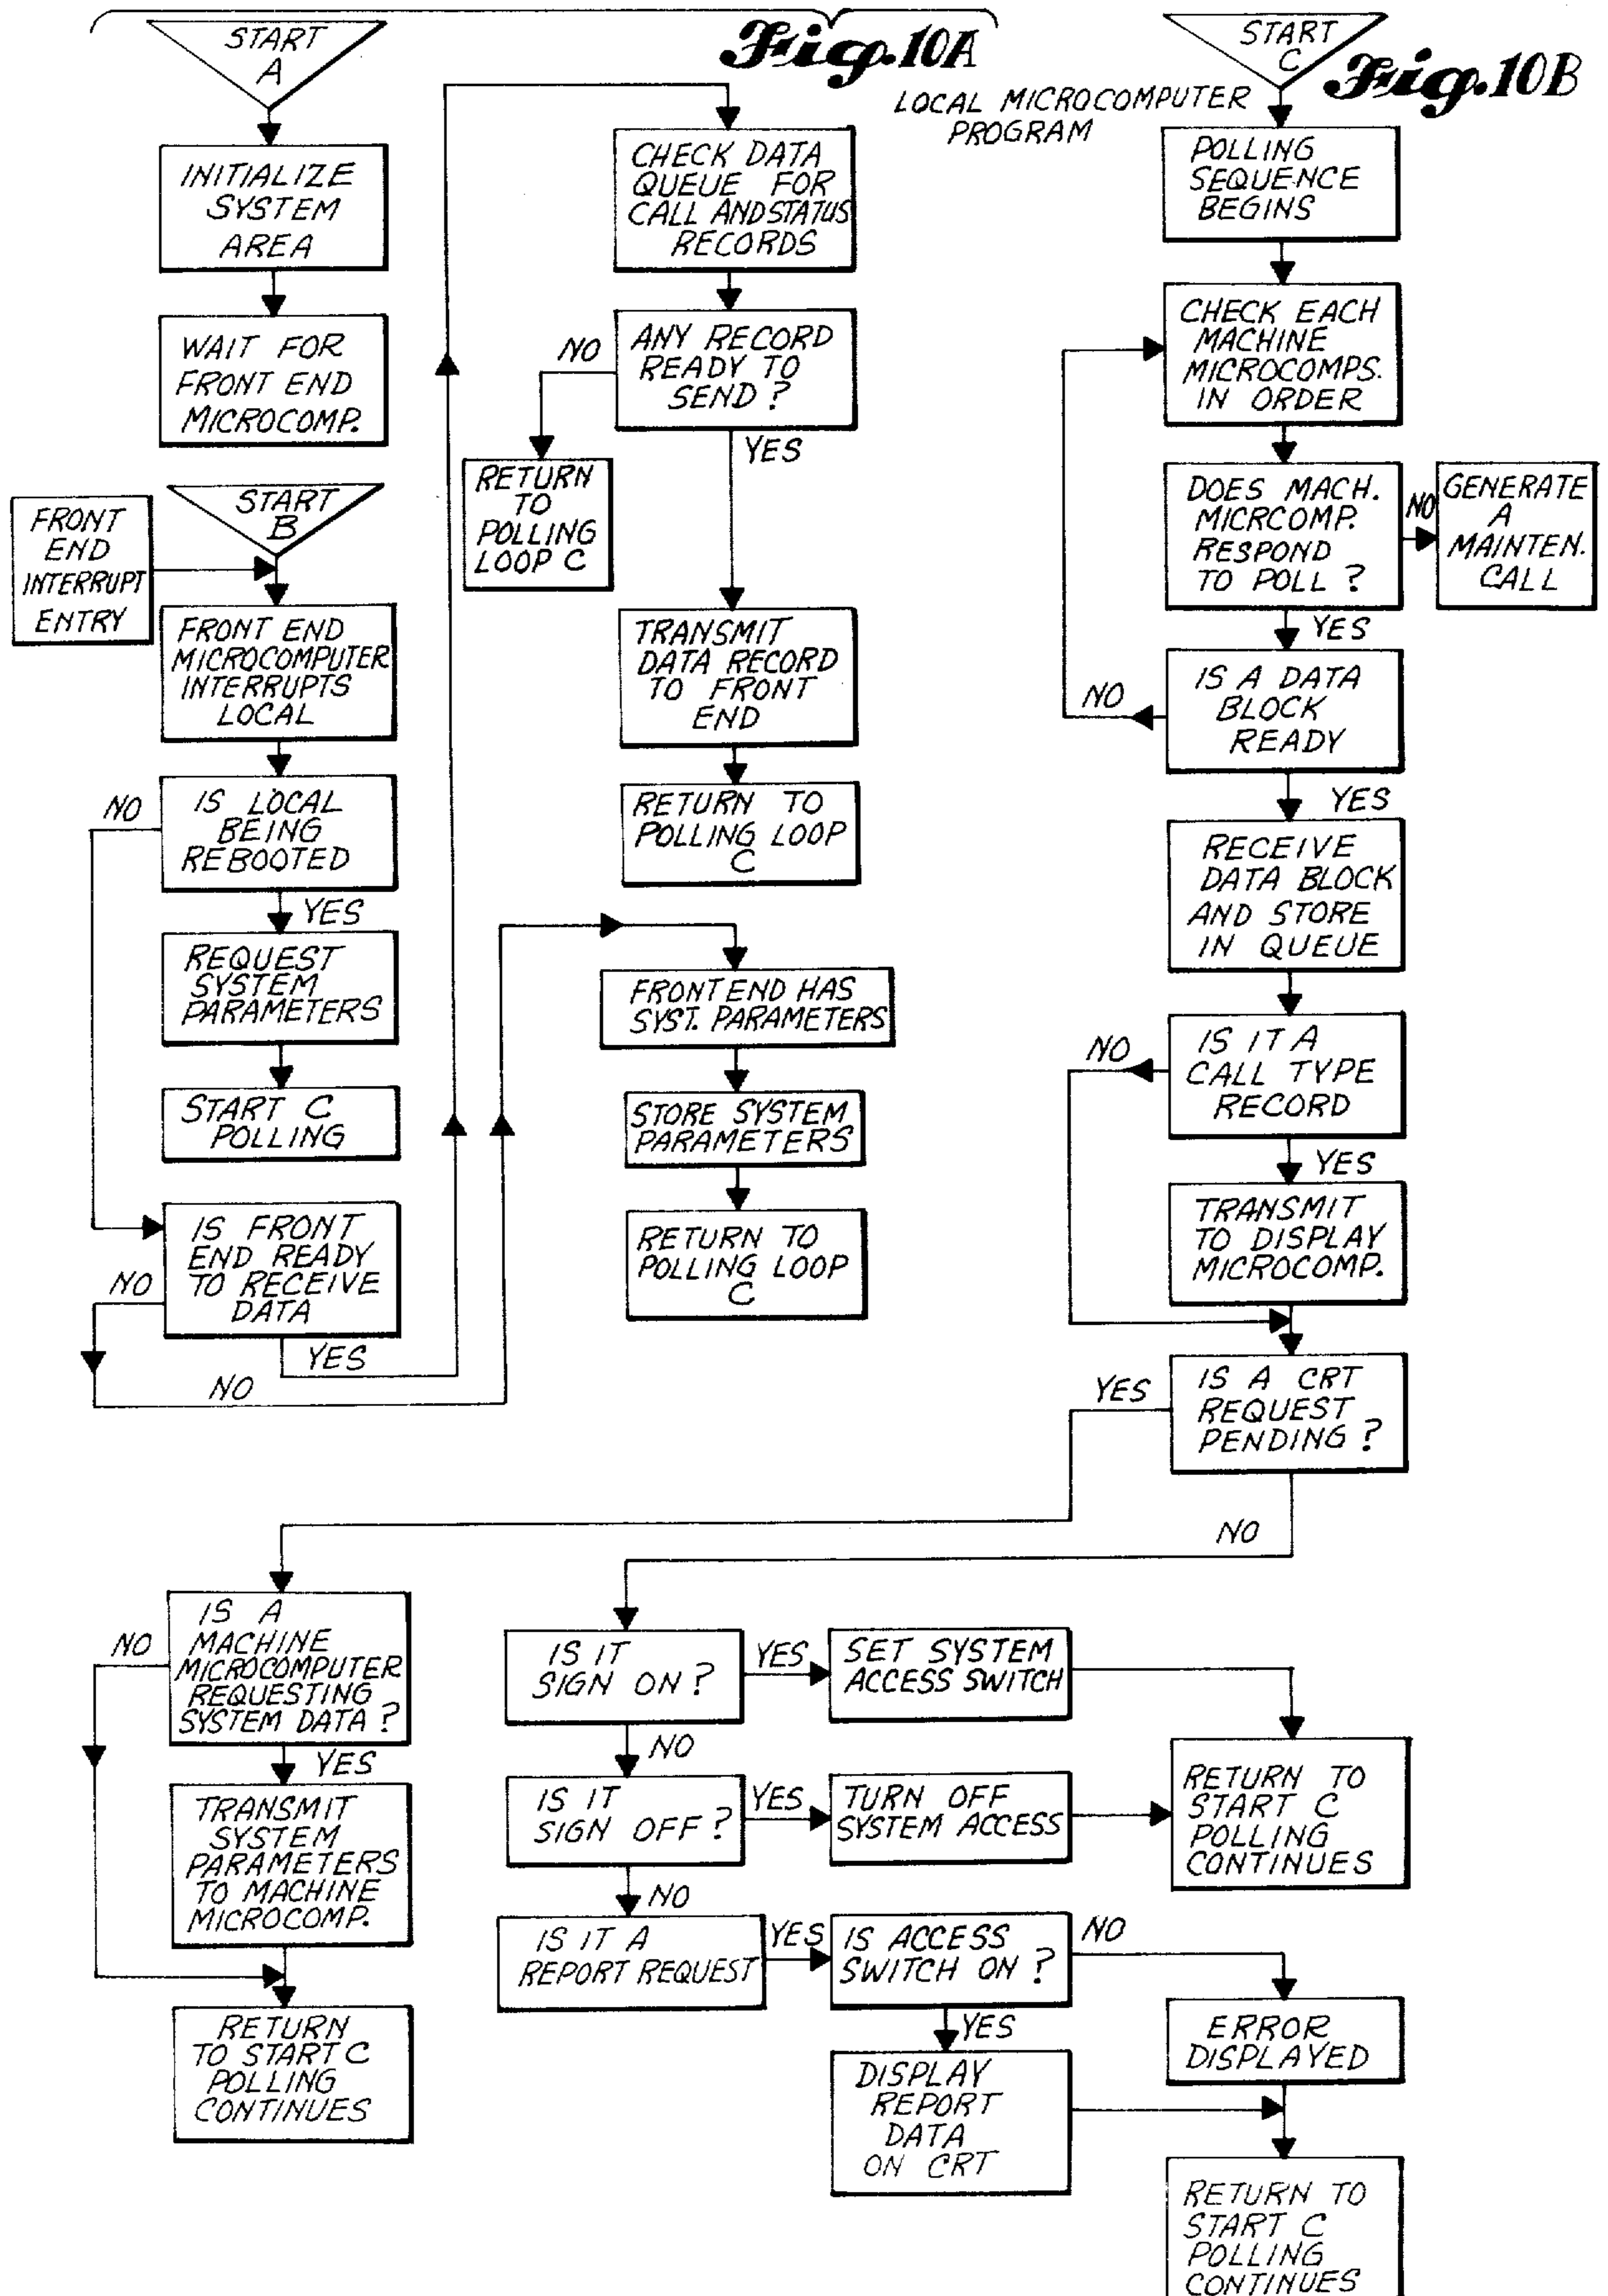 START
A
Fig. 10A
INITIALIZE
SYSTEM
AREA
WAIT FOR
FRONT END
MICROCOMP.
START
B
FRONT
END
INTERRUPT
ENTRY
FRONT END
MICROCOMPUTER
INTERRUPTS
LOCAL
IS LOCAL
BEING
REBOOTED
NO
YES
REQUEST
SYSTEM
PARAMETERS
START C
POLLING
IS FRONT
END READY
TO RECEIVE
DATA
NO
YES
NO
CHECK DATA
QUEUE FOR
CALL AND STATUS
RECORDS
ANY RECORD
READY TO
SEND?
NO
YES
RETURN
TO
POLLING
LOOP C
TRANSMIT
DATA RECORD
TO FRONT
END
RETURN TO
POLLING LOOP
C
FRONT END HAS
SYST. PARAMETERS
STORE SYSTEM
PARAMETERS
RETURN TO
POLLING LOOP
C
LOCAL MICROCOMPUTER
PROGRAM
START
C
Fig. 10B
POLLING
SEQUENCE
BEGINS
CHECK EACH
MACHINE
MICROCOMPS.
IN ORDER
DOES MACH.
MICRCOMP.
RESPOND
TO POLL?
NO
GENERATE
A
MAINTEN.
CALL
YES
IS A DATA
BLOCK
READY
NO
YES
RECEIVE
DATA BLOCK
AND STORE
IN QUEUE
IS IT A
CALL TYPE
RECORD
NO
YES
TRANSMIT
TO DISPLAY
MICROCOMP.
IS A CRT
REQUEST
PENDING?
YES
NO
IS A
MACHINE
MICROCOMPUTER
REQUESTING
SYSTEM DATA?
NO
YES
TRANSMIT
SYSTEM
PARAMETERS
TO MACHINE
MICROCOMP.
RETURN
TO START C
POLLING
CONTINUES
IS IT
SIGN ON?
YES
SET SYSTEM
ACCESS SWITCH
NO
IS IT
SIGN OFF?
YES
TURN OFF
SYSTEM ACCESS
RETURN TO
START C
POLLING
CONTINUES
NO
IS IT A
REPORT REQUEST
YES
IS ACCESS
SWITCH ON?
NO
YES
ERROR
DISPLAYED
DISPLAY
REPORT
DATA
ON CRT
RETURN TO
START C
POLLING
CONTINUES